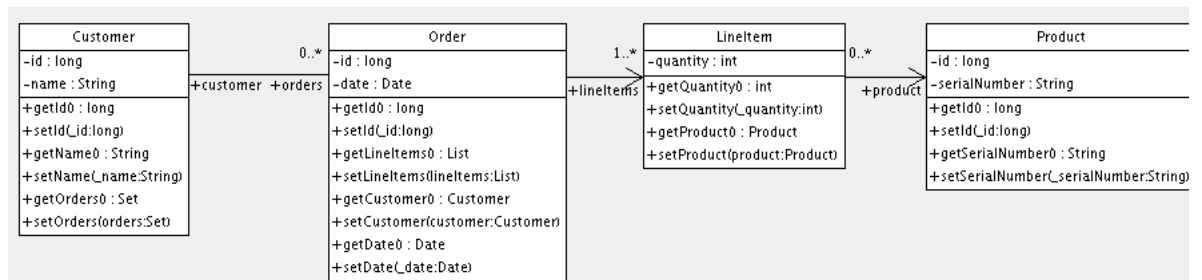 Customer
-id : long
-name : String
+getId() : long
+setId(_id:long)
+getName() : String
+setName(_name:String)
+getOrders() : Set
+setOrders(orders:Set)
0..*
+customer +orders
Order
-id : long
-date : Date
+getId() : long
+setId(_id:long)
+getLineItems() : List
+setLineItems(lineItems:List)
+getCustomer() : Customer
+setCustomer(customer:Customer)
+getDate() : Date
+setDate(_date:Date)
1..*
+lineItems
LineItem
-quantity : int
+getQuantity() : int
+setQuantity(_quantity:int)
+getProduct() : Product
+setProduct(product:Product)
0..*
+product
Product
-id : long
-serialNumber : String
+getId() : long
+setId(_id:long)
+getSerialNumber() : String
+setSerialNumber(_serialNumber:String)